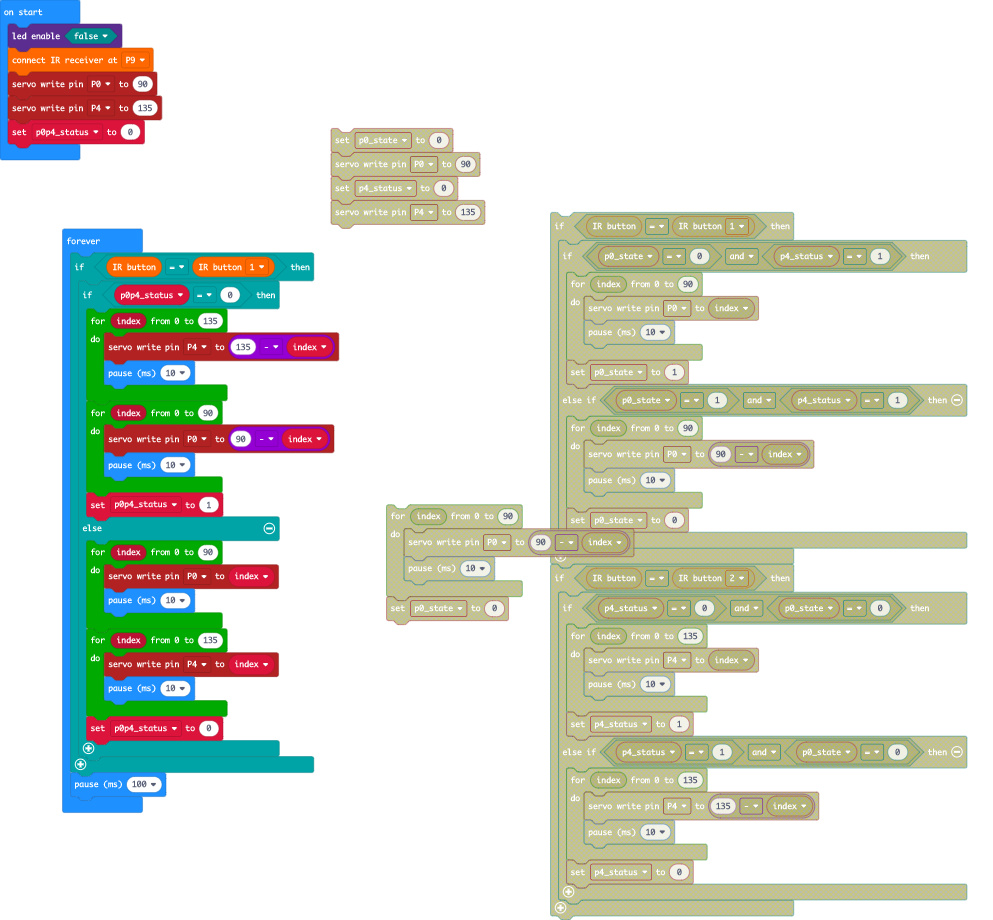 on start
led enable false
connect IR receiver at P9
servo write pin P0 to 90
servo write pin P4 to 135
set p0p4_status to 0
set p0_state to 0
servo write pin P0 to 90
set p4_status to 0
servo write pin P4 to 135
forever
if IR button = IR button 1 then
if p0p4_status = 0 then
for index from 0 to 135
do servo write pin P4 to 135 - index
pause (ms) 10
for index from 0 to 90
do servo write pin P0 to 90 - index
pause (ms) 10
set p0p4_status to 1
else
for index from 0 to 90
do servo write pin P0 to index
pause (ms) 10
for index from 0 to 135
do servo write pin P4 to index
pause (ms) 10
set p0p4_status to 0
pause (ms) 100
for index from 0 to 90
do servo write pin P0 to 90 - index
pause (ms) 10
set p0_state to 0
if IR button = IR button 1 then
if p0_state = 0 and p4_status = 1 then
for index from 0 to 90
do servo write pin P0 to index
pause (ms) 10
set p0_state to 1
else if p0_state = 1 and p4_status = 1 then
for index from 0 to 90
do servo write pin P0 to 90 - index
pause (ms) 10
set p0_state to 0
if IR button = IR button 2 then
if p4_status = 0 and p0_state = 0 then
for index from 0 to 135
do servo write pin P4 to index
pause (ms) 10
set p4_status to 1
else if p4_status = 1 and p0_state = 0 then
for index from 0 to 135
do servo write pin P4 to 135 - index
pause (ms) 10
set p4_status to 0